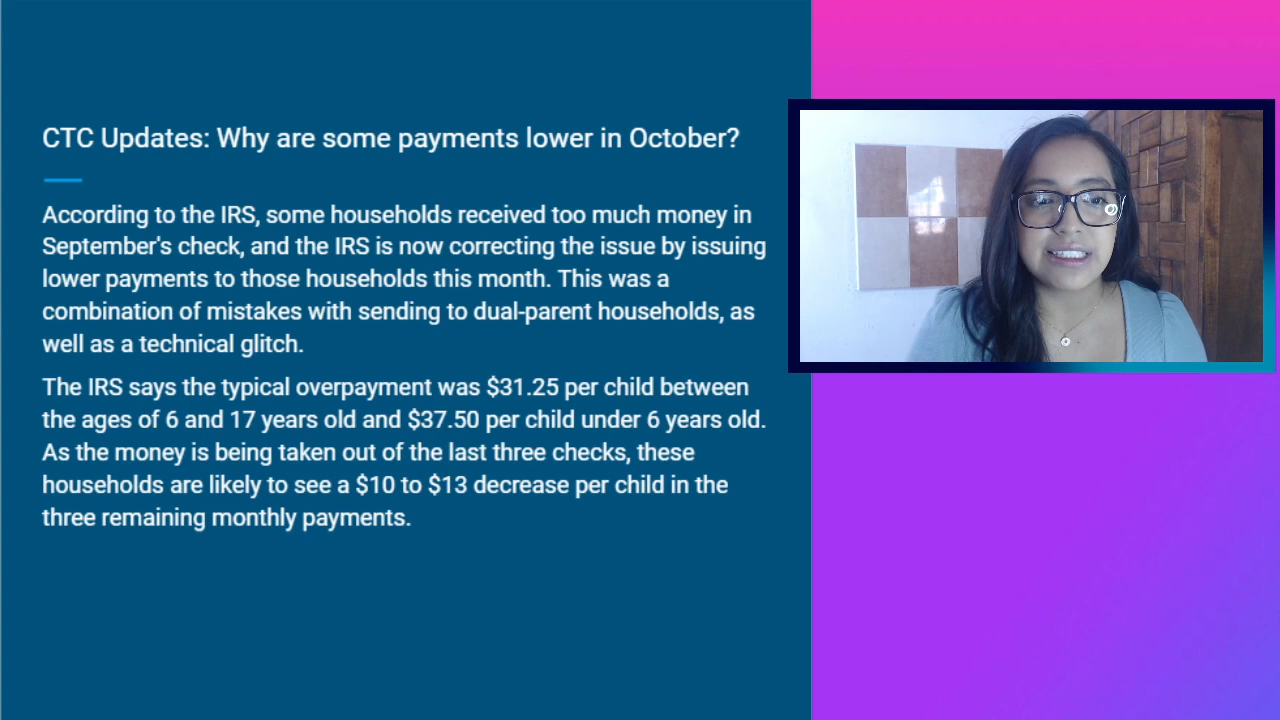 CTC Updates: Why are some payments lower in October?
According to the IRS, some households received too much money in
September's check, and the IRS is now correcting the issue by issuing
lower payments to those households this month. This was a
combination of mistakes with sending to dual-parent households, as
well as a technical glitch.
The IRS says the typical overpayment was $31.25 per child between
the ages of 6 and 17 years old and $37.50 per child under 6 years old.
As the money is being taken out of the last three checks, these
households are likely to see a $10 to $13 decrease per child in the
three remaining monthly payments.